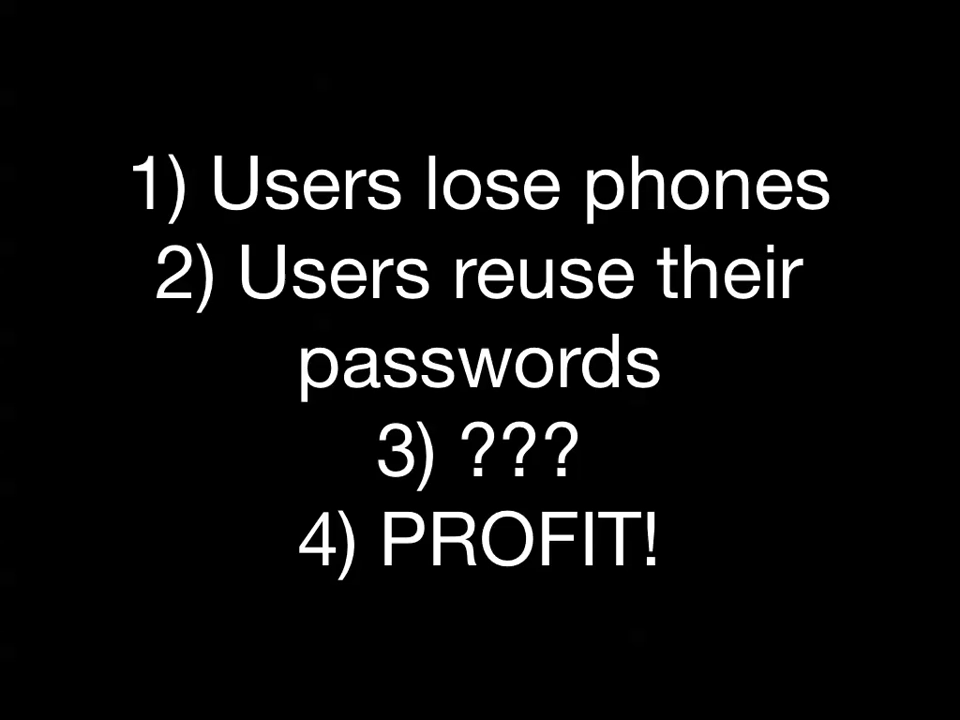 1) Users lose phones
2) Users reuse their
passwords
3) ???
4) PROFIT!